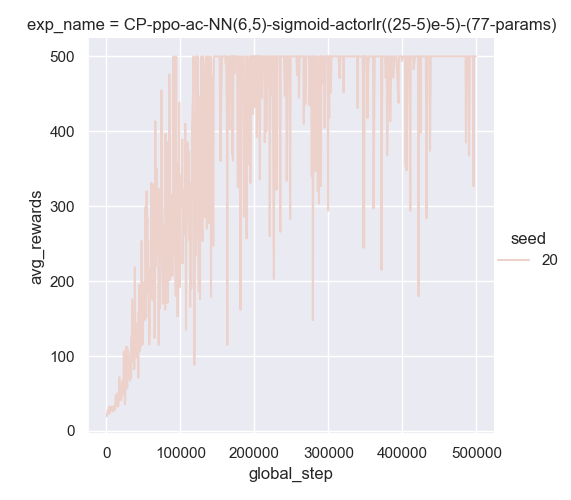 exp_name = CP-ppo-ac-NN(6,5)-sigmoid-actorlr((25-5)e-5)-(77-params)
500
400
300
200
100
0
avg_rewards
0 100000 200000 300000 400000 500000
global_step
seed
20